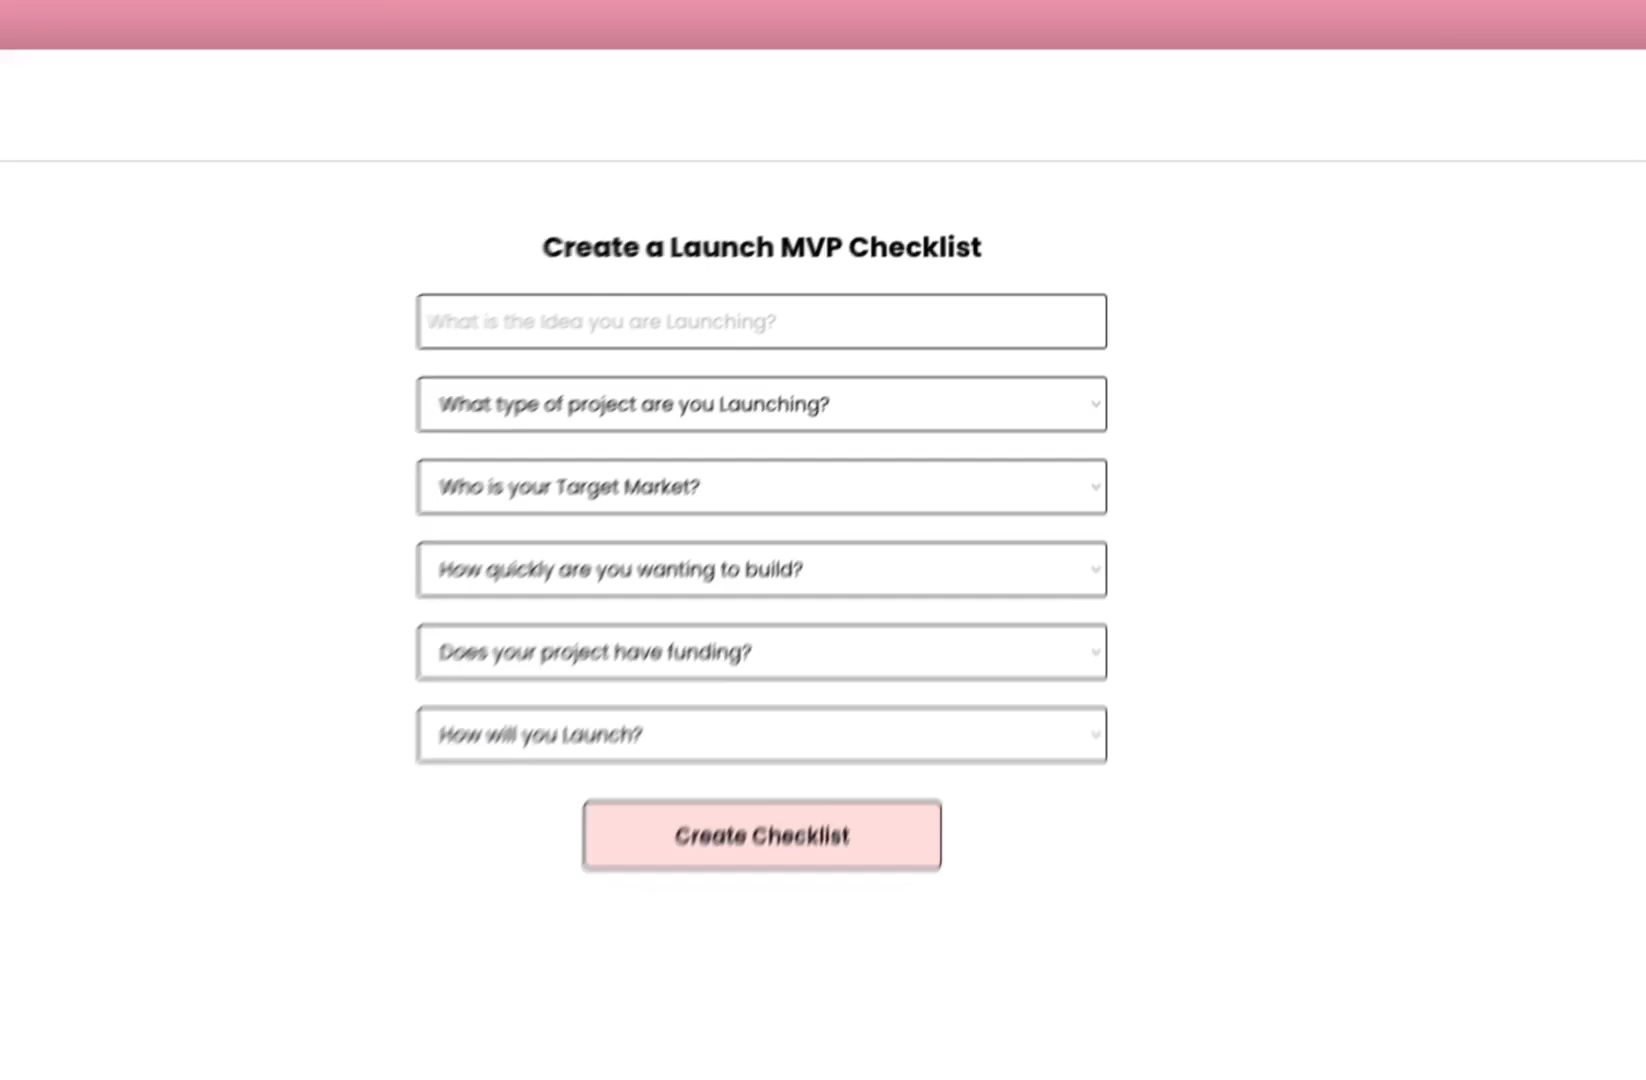 Create a Launch MVP Checklist
What is the Idea you are Launching?
What type of project are you Launching?
Who is your Target Market?
How quickly are you wanting to build?
Does your project have funding?
How will you Launch?
Create Checklist